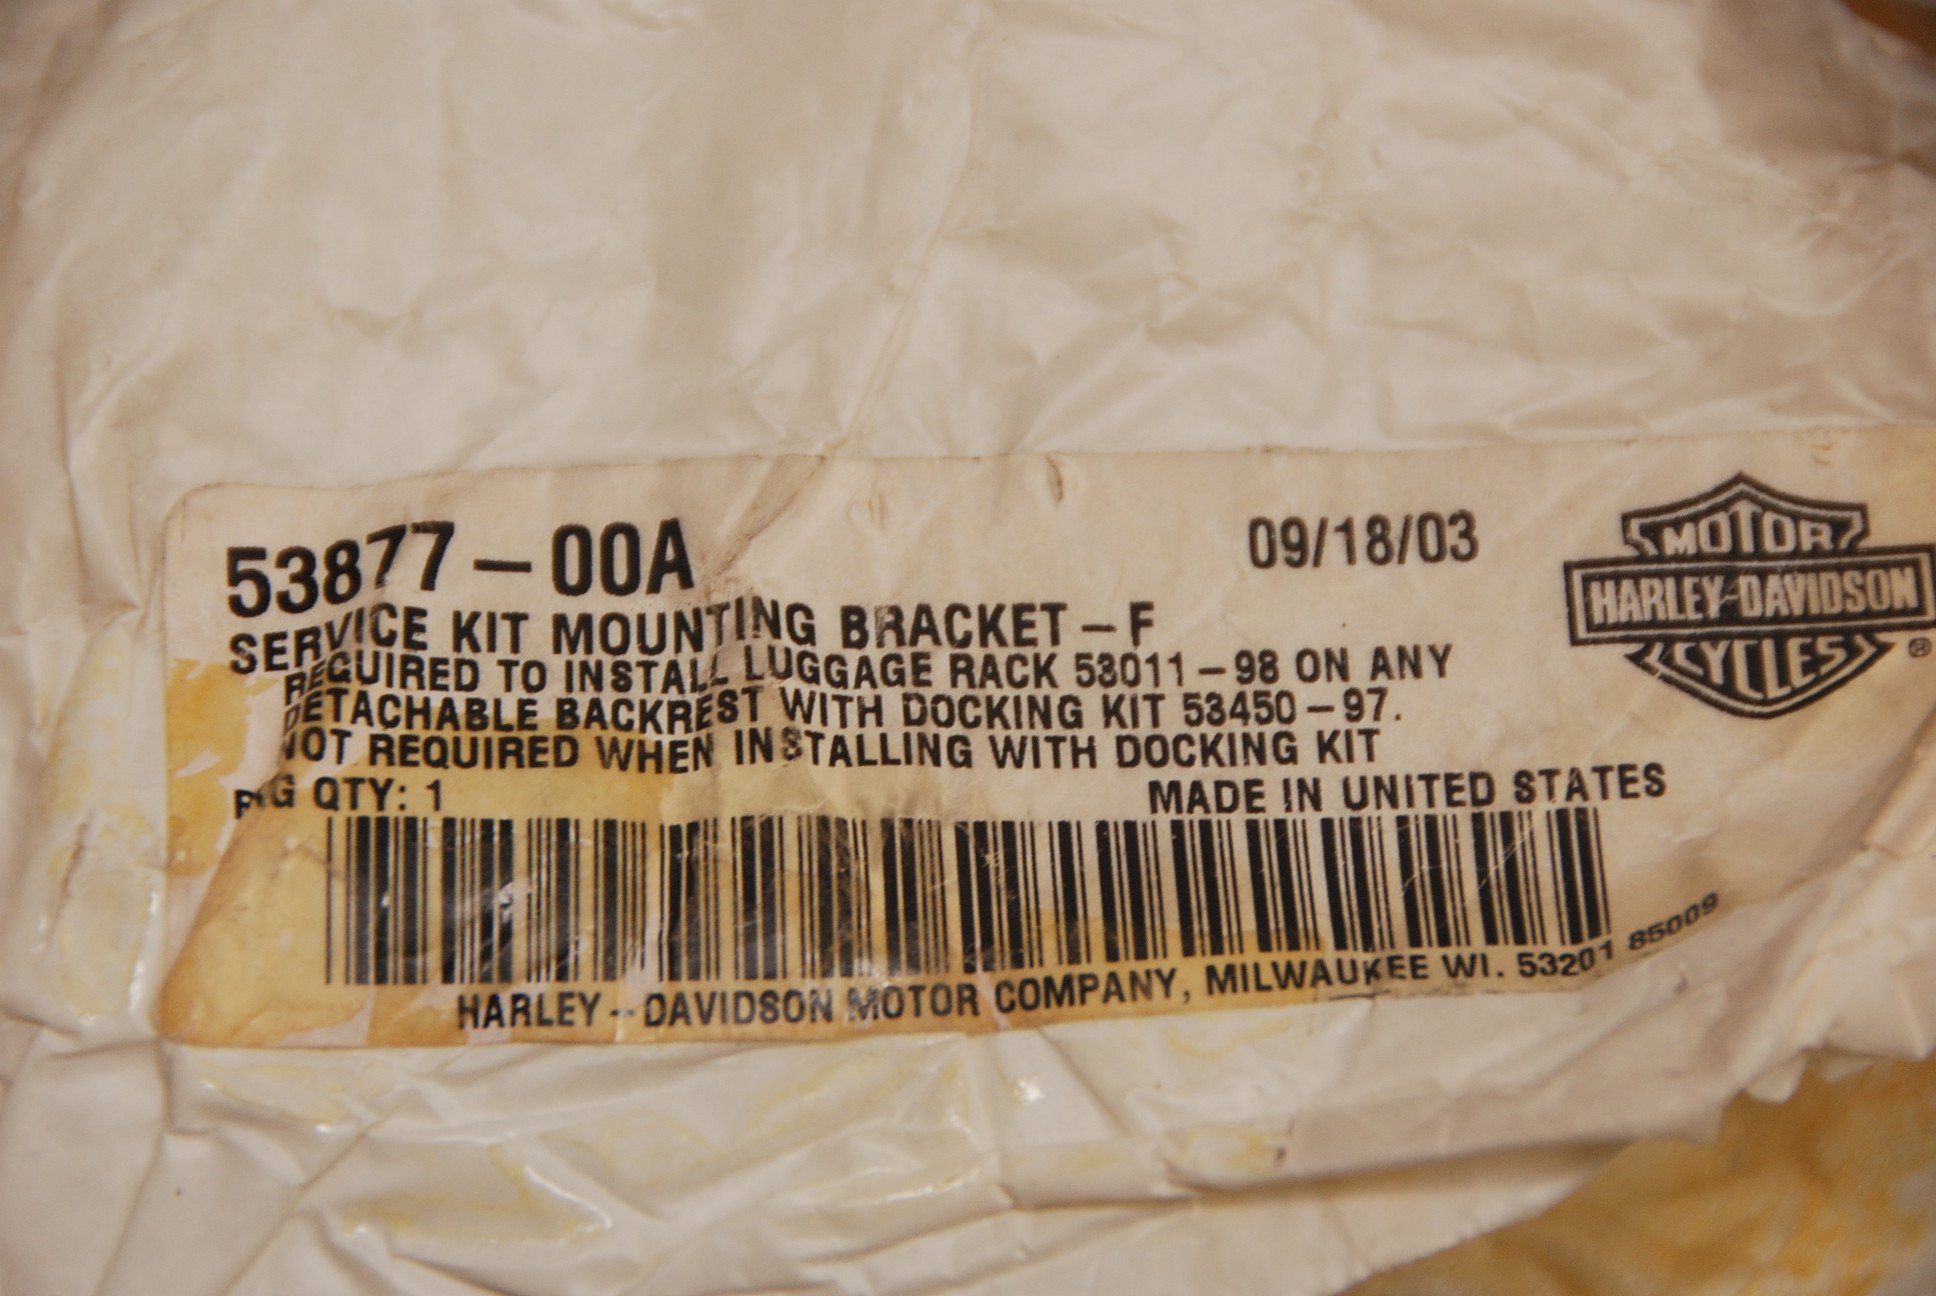 53877-00A
09/18/03
MOTOR
HARLEY-DAVIDSON
CYCLES
®
SERVICE KIT MOUNTING BRACKET-F
REQUIRED TO INSTALL LUGGAGE RACK 53011-98 ON ANY
DETACHABLE BACKREST WITH DOCKING KIT 53450-97.
NOT REQUIRED WHEN INSTALLING WITH DOCKING KIT
PKG QTY: 1
MADE IN UNITED STATES
HARLEY-DAVIDSON MOTOR COMPANY, MILWAUKEE WI. 53201 85009